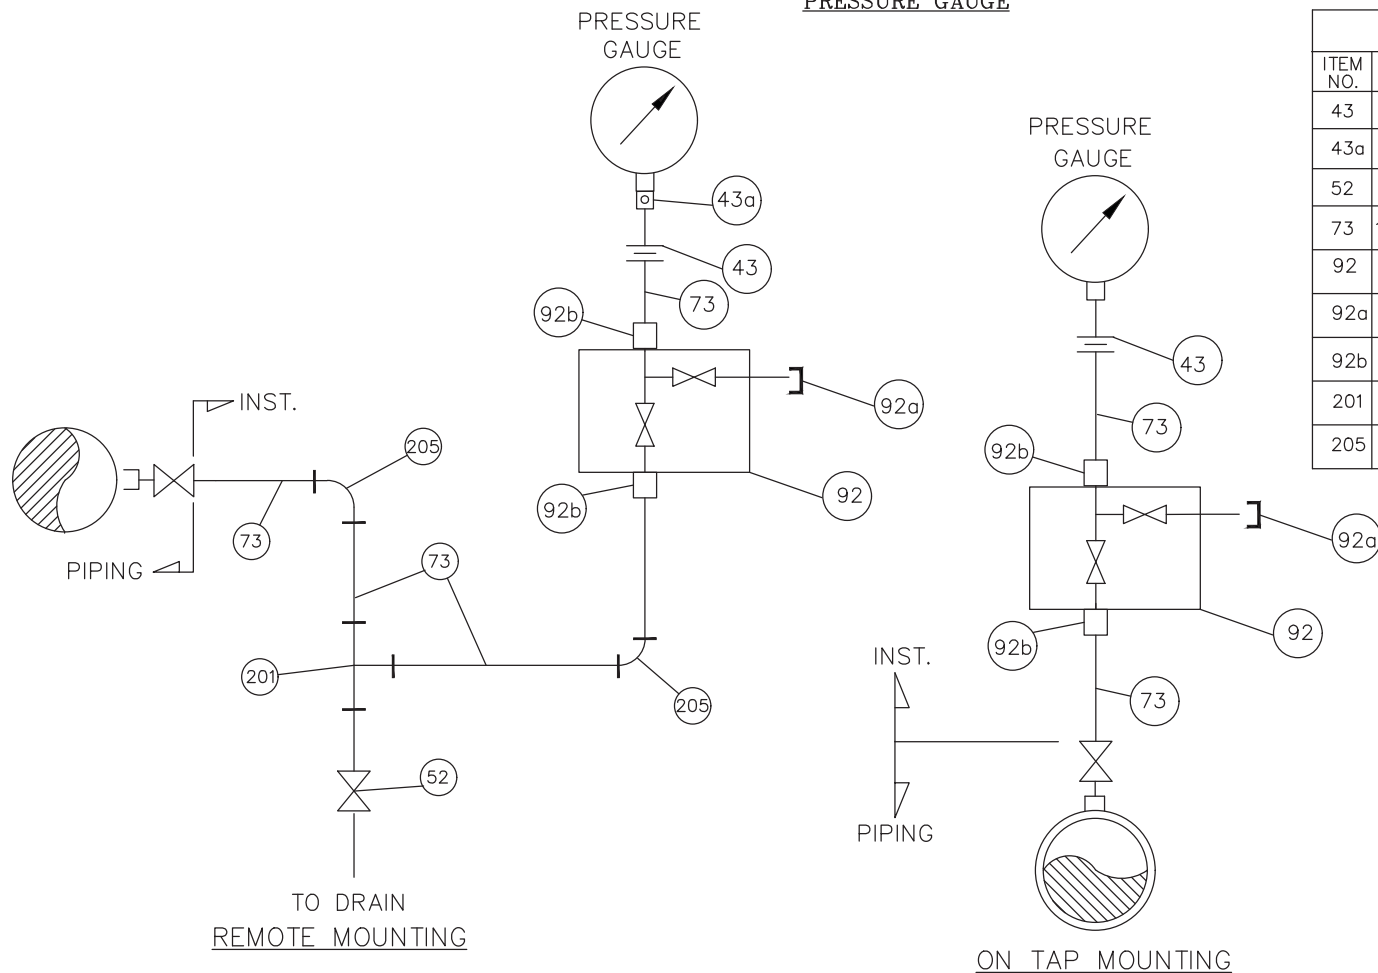 PRESSURE GAUGE
PRESSURE
GAUGE
43a
43
73
92b
92a
92
92b
INST.
205
73
PIPING
73
201
205
52
TO DRAIN
REMOTE MOUNTING
PRESSURE
GAUGE
43
73
92b
92a
92
92b
INST.
73
PIPING
ON TAP MOUNTING
ITEM
NO.
43
43a
52
73
92
92a
92b
201
205